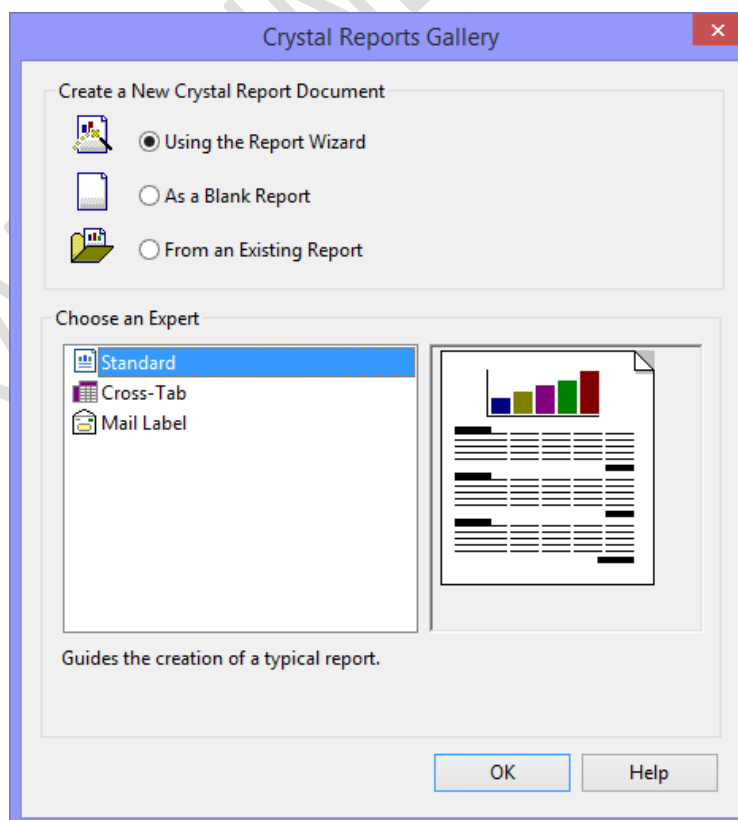 Crystal Reports Gallery
Create a New Crystal Report Document
Using the Report Wizard
As a Blank Report
From an Existing Report
Choose an Expert
Standard
Cross-Tab
Mail Label
Guides the creation of a typical report.
OK
Help